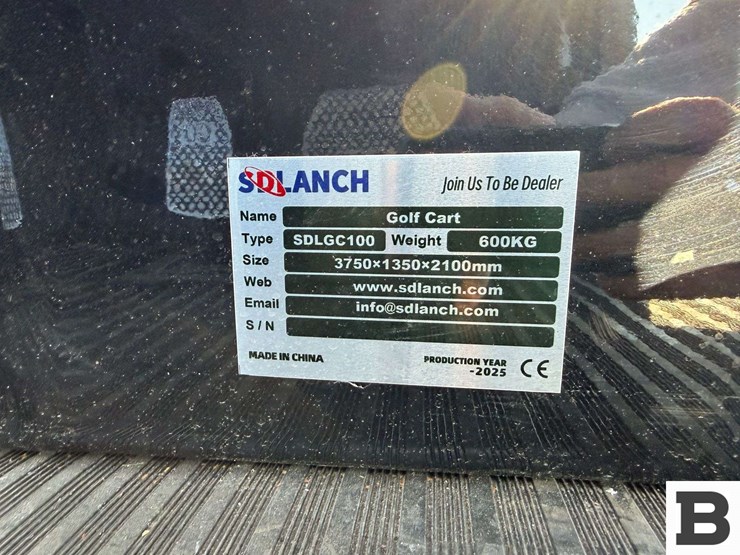 SDLANCH Join Us To Be Dealer
Name Golf Cart
Type SDLGC100 Weight 600KG
Size 3750×1350×2100mm
Web www.sdlanch.com
Email info@sdlanch.com
S / N
MADE IN CHINA PRODUCTION YEAR
-2025 CE
B